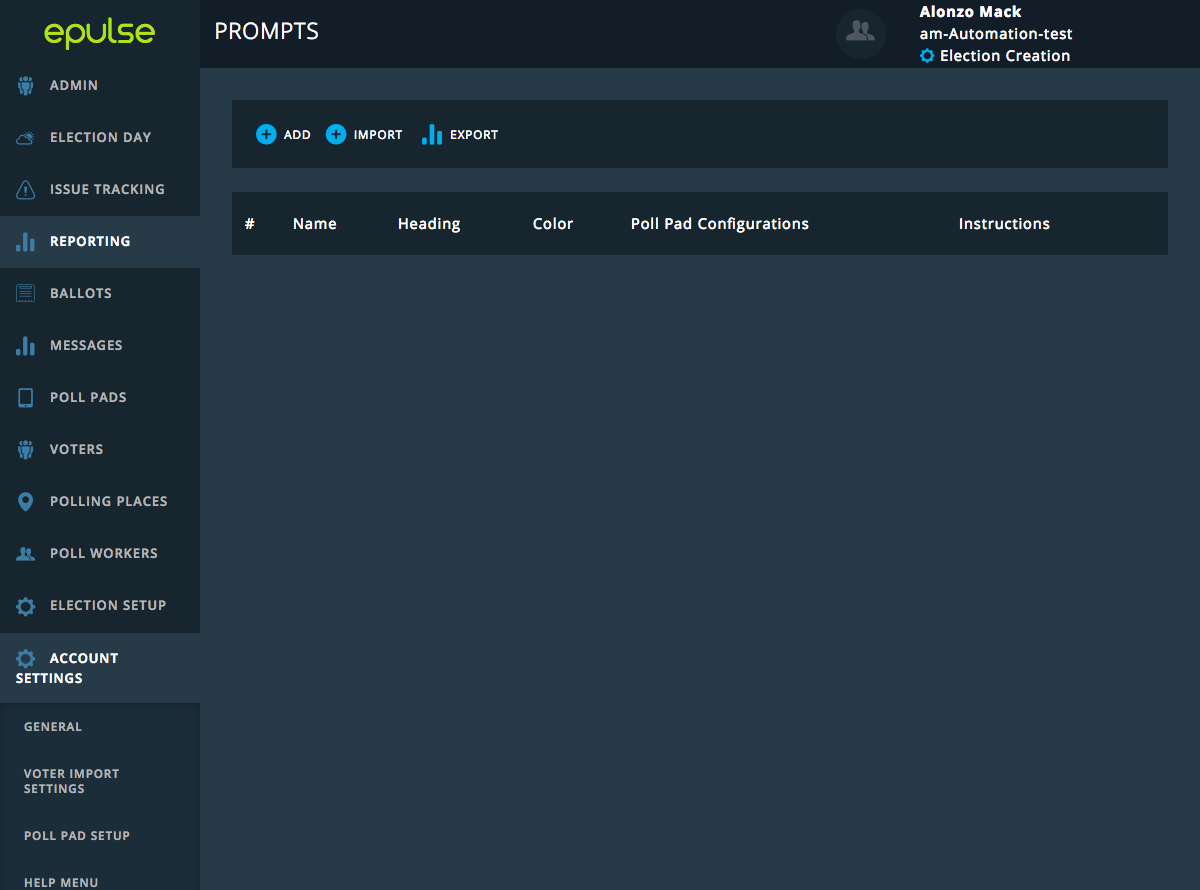 epulse
ADMIN
ELECTION DAY
ISSUE TRACKING
REPORTING
BALLOTS
MESSAGES
POLL PADS
VOTERS
POLLING PLACES
POLL WORKERS
ELECTION SETUP
ACCOUNT
SETTINGS
GENERAL
VOTER IMPORT
SETTINGS
POLL PAD SETUP
HELP MENU
PROMPTS
Alonzo Mack
am-Automation-test
Election Creation
ADD IMPORT EXPORT
# Name Heading Color Poll Pad Configurations Instructions